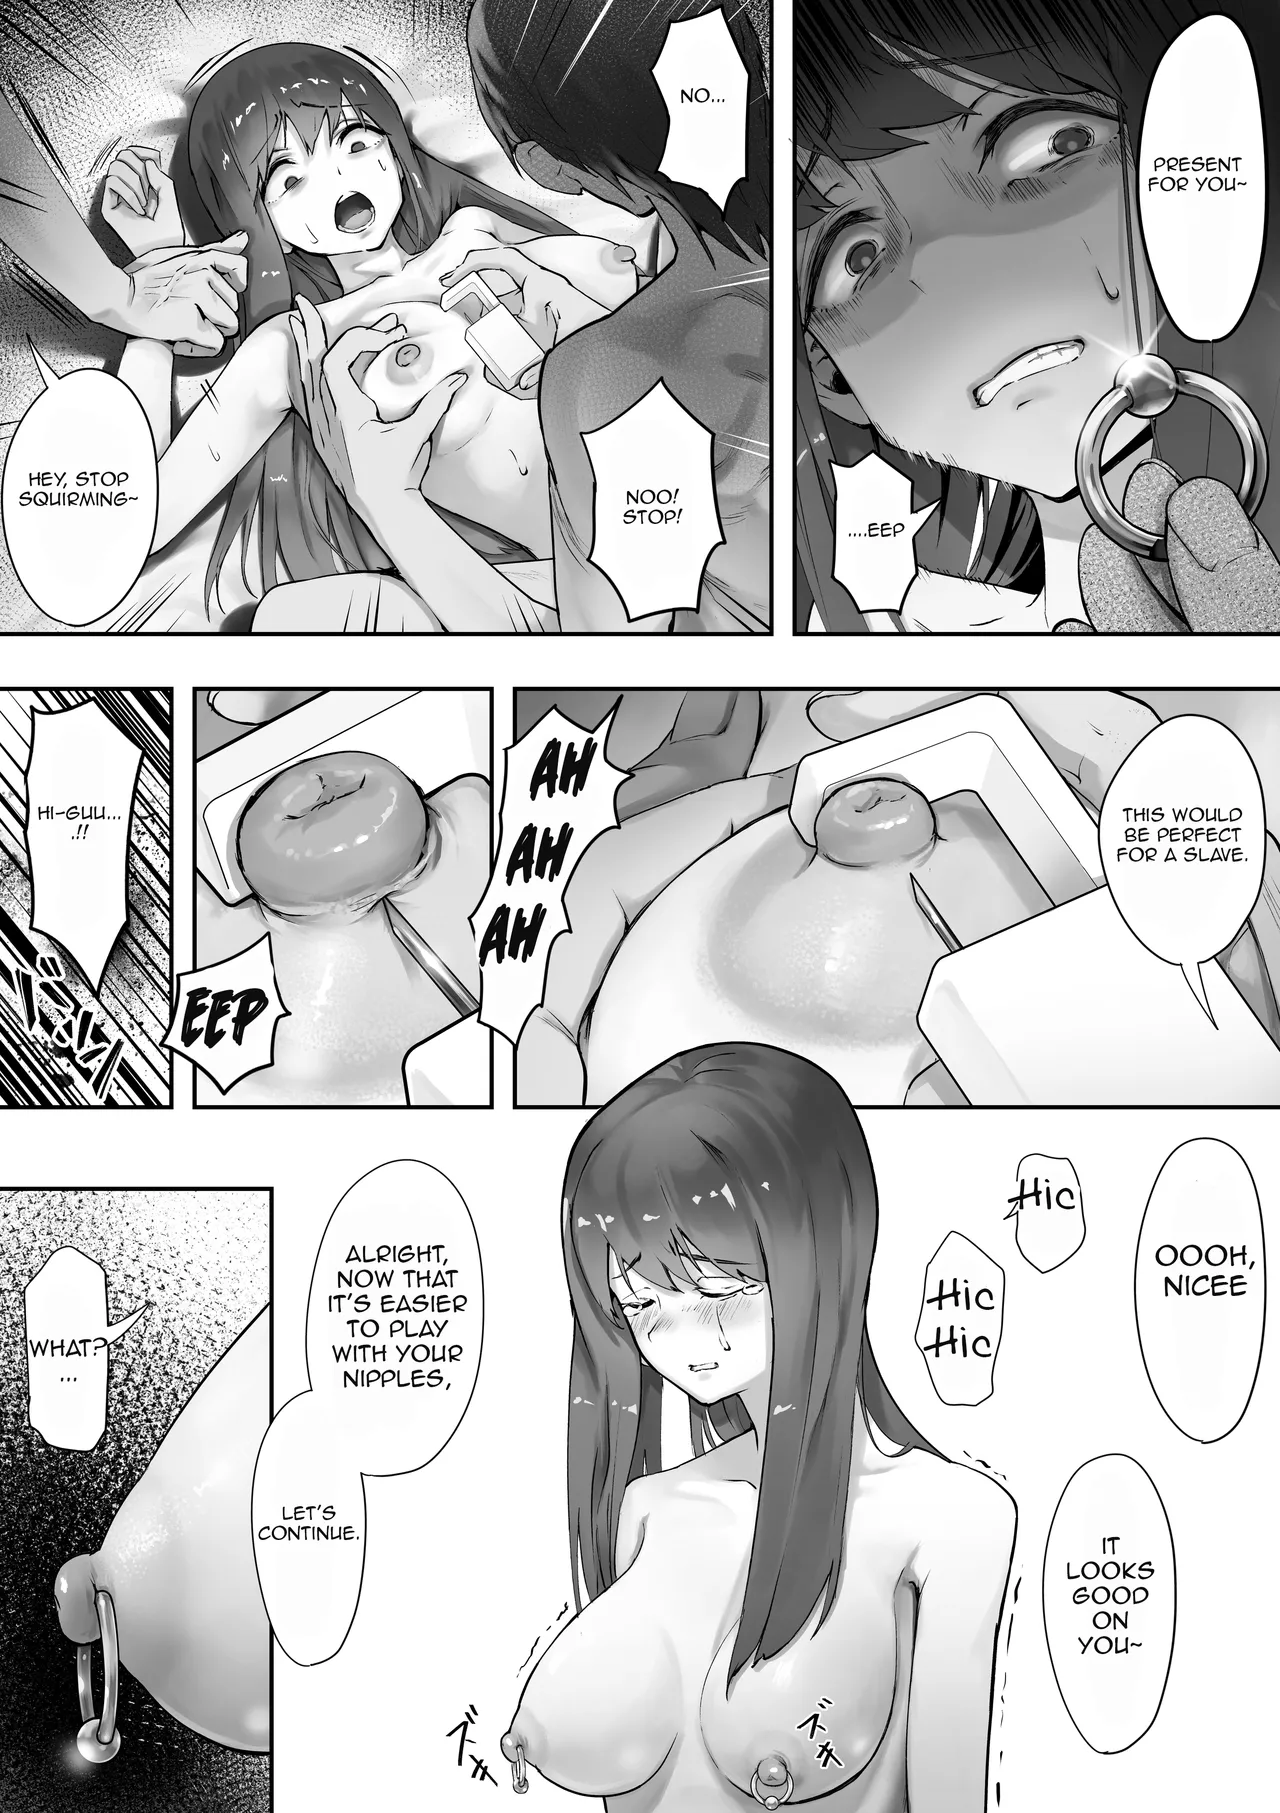 PRESENT
FOR YOU~
....EEP
NO...
NOO!
STOP!
HEY, STOP
SQUIRMING~
THIS WOULD
BE PERFECT
FOR A SLAVE.
AH
AH
AH
EEP
HI-GUU...
.!!
OOOH,
NICEE
Hic
Hic
Hic
IT
LOOKS
GOOD
ON
YOU~
ズキ
ズキ
ALRIGHT,
NOW THAT
IT'S EASIER
TO PLAY
WITH YOUR
NIPPLES,
LET'S
CONTINUE.
WHAT?
...